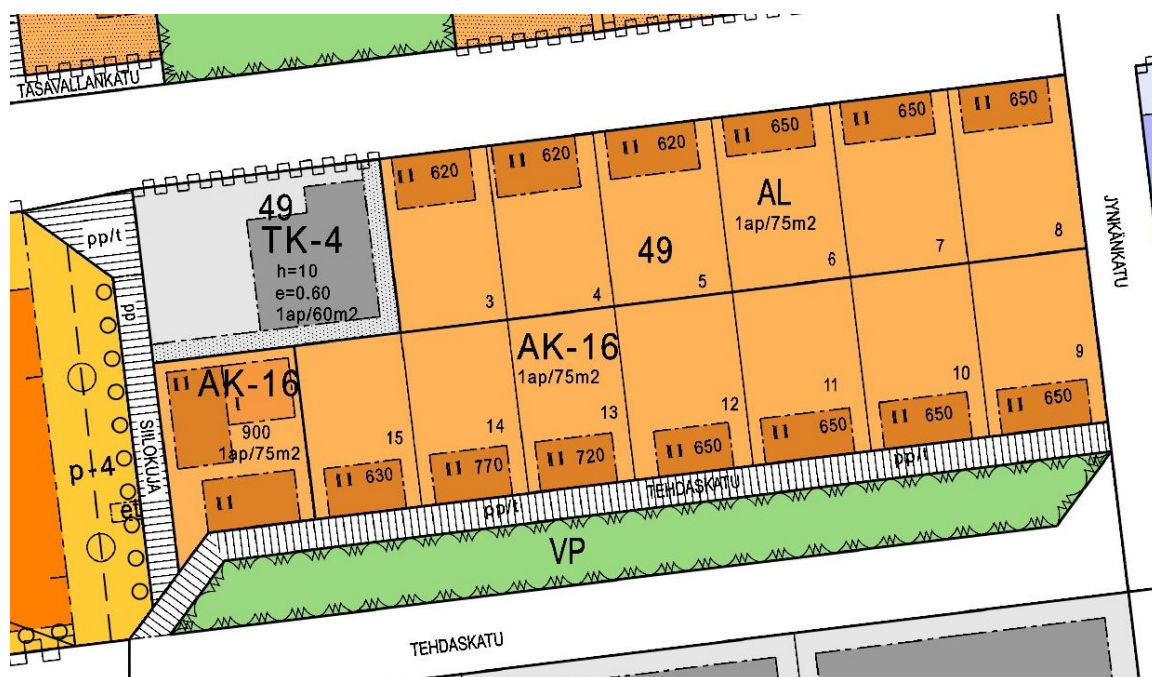 TASAVALLANKATU
II 620
II 620
II 620
II 650
II 650
II 650
pp/t
49
TK-4
h=10
e=0.60
1ap/60m2
AL
1ap/75m2
49
3
4
5
6
7
8
JYNKÄNKATU
pp
SIILOKUJA
II
AK-16
I
900
1ap/75m2
II
AK-16
1ap/75m2
15
14
13
12
11
10
9
II 630
II 770
II 720
II 650
II 650
II 650
II 650
p-4
et
pp/t
TEHDASKATU
pp/t
VP
TEHDASKATU